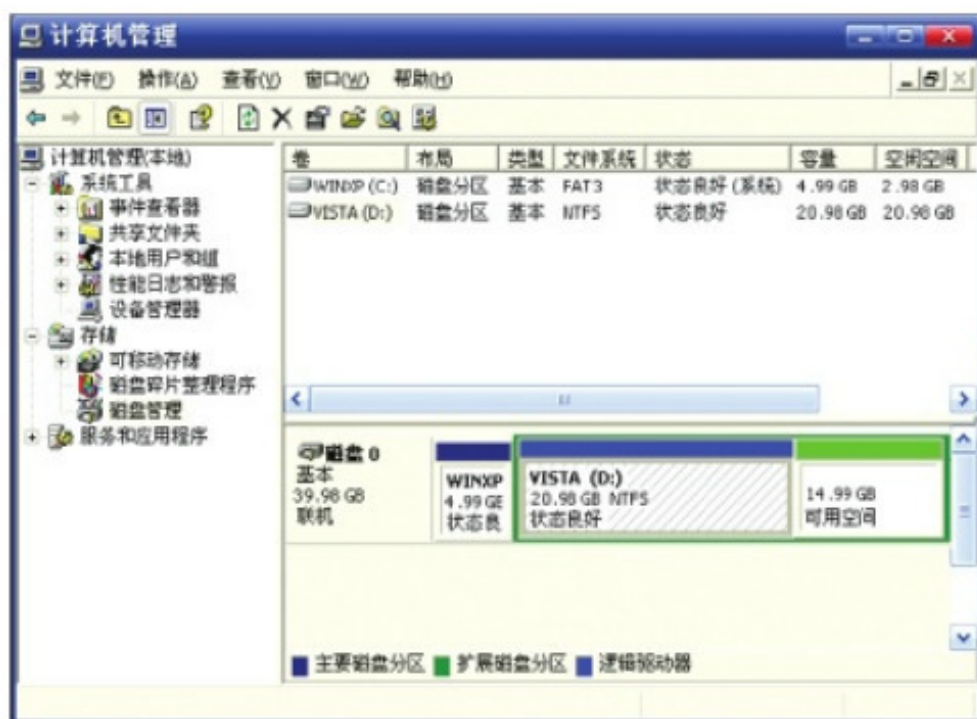 计算机管理
文件(F) 操作(A) 查看(V) 窗口(W) 帮助(H)
计算机管理(本地)
系统工具
事件查看器
共享文件夹
本地用户和组
性能日志和警报
设备管理器
存储
可移动存储
磁盘碎片整理程序
磁盘管理
服务和应用程序
卷 布局 类型 文件系统 状态 容量 空闲空间
WINXP (C:) 磁盘分区 基本 FAT3 状态良好 (系统) 4.99 GB 2.98 GB
VISTA (D:) 磁盘分区 基本 NTFS 状态良好 20.98 GB 20.98 GB
磁盘 0
基本
39.98 GB
联机
WINXP
4.99 GE
状态良
VISTA (D:)
20.98 GB NTFS
状态良好
14.99 GB
可用空间
主要磁盘分区 扩展磁盘分区 逻辑驱动器